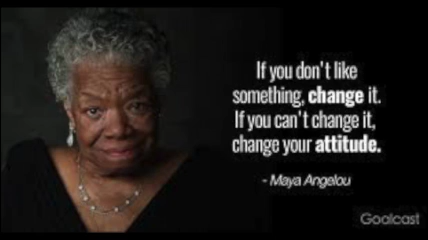 If you don't like
something, change it.
If you can't change it,
change your attitude.
- Maya Angelou
Goalcast